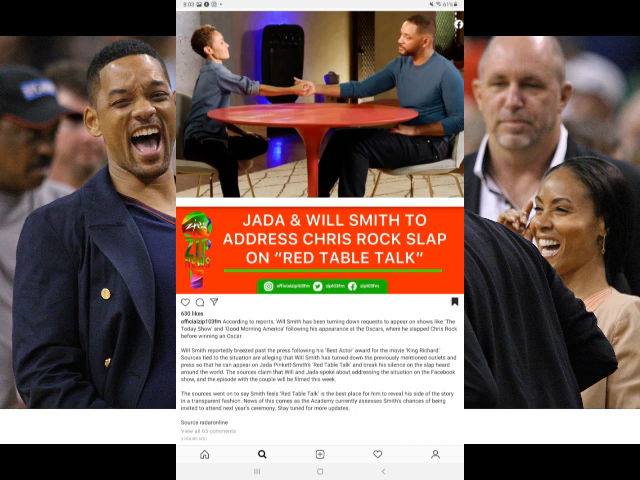 8:03
61%
JADA & WILL SMITH TO
ADDRESS CHRIS ROCK SLAP
ON “RED TABLE TALK”
ZIP
ZIP
NEWS
officialzip103fm zip103fm zip103fm
630 likes
officialzip103fm According to reports, Will Smith has been turning down requests to appear on shows like 'The
Today Show' and 'Good Morning America' following his appearance at the Oscars, where he slapped Chris Rock
before winning an Oscar.
Will Smith reportedly breezed past the press following his 'Best Actor' award for the movie 'King Richard.'
Sources tied to the situation are alleging that Will Smith has turned down the previously mentioned outlets and
press so that he can appear on Jada Pinkett-Smith's 'Red Table Talk' and break his silence on the slap heard
around the world. The sources claim that Will and Jada spoke about addressing the situation on the Facebook
show, and the episode with the couple will be filmed this week.
The sources went on to say Smith feels 'Red Table Talk' is the best place for him to reveal his side of the story
in a transparent fashion. News of this comes as the Academy currently assesses Smith's chances of being
invited to attend next year's ceremony. Stay tuned for more updates.
Source radaronline
View all 65 comments